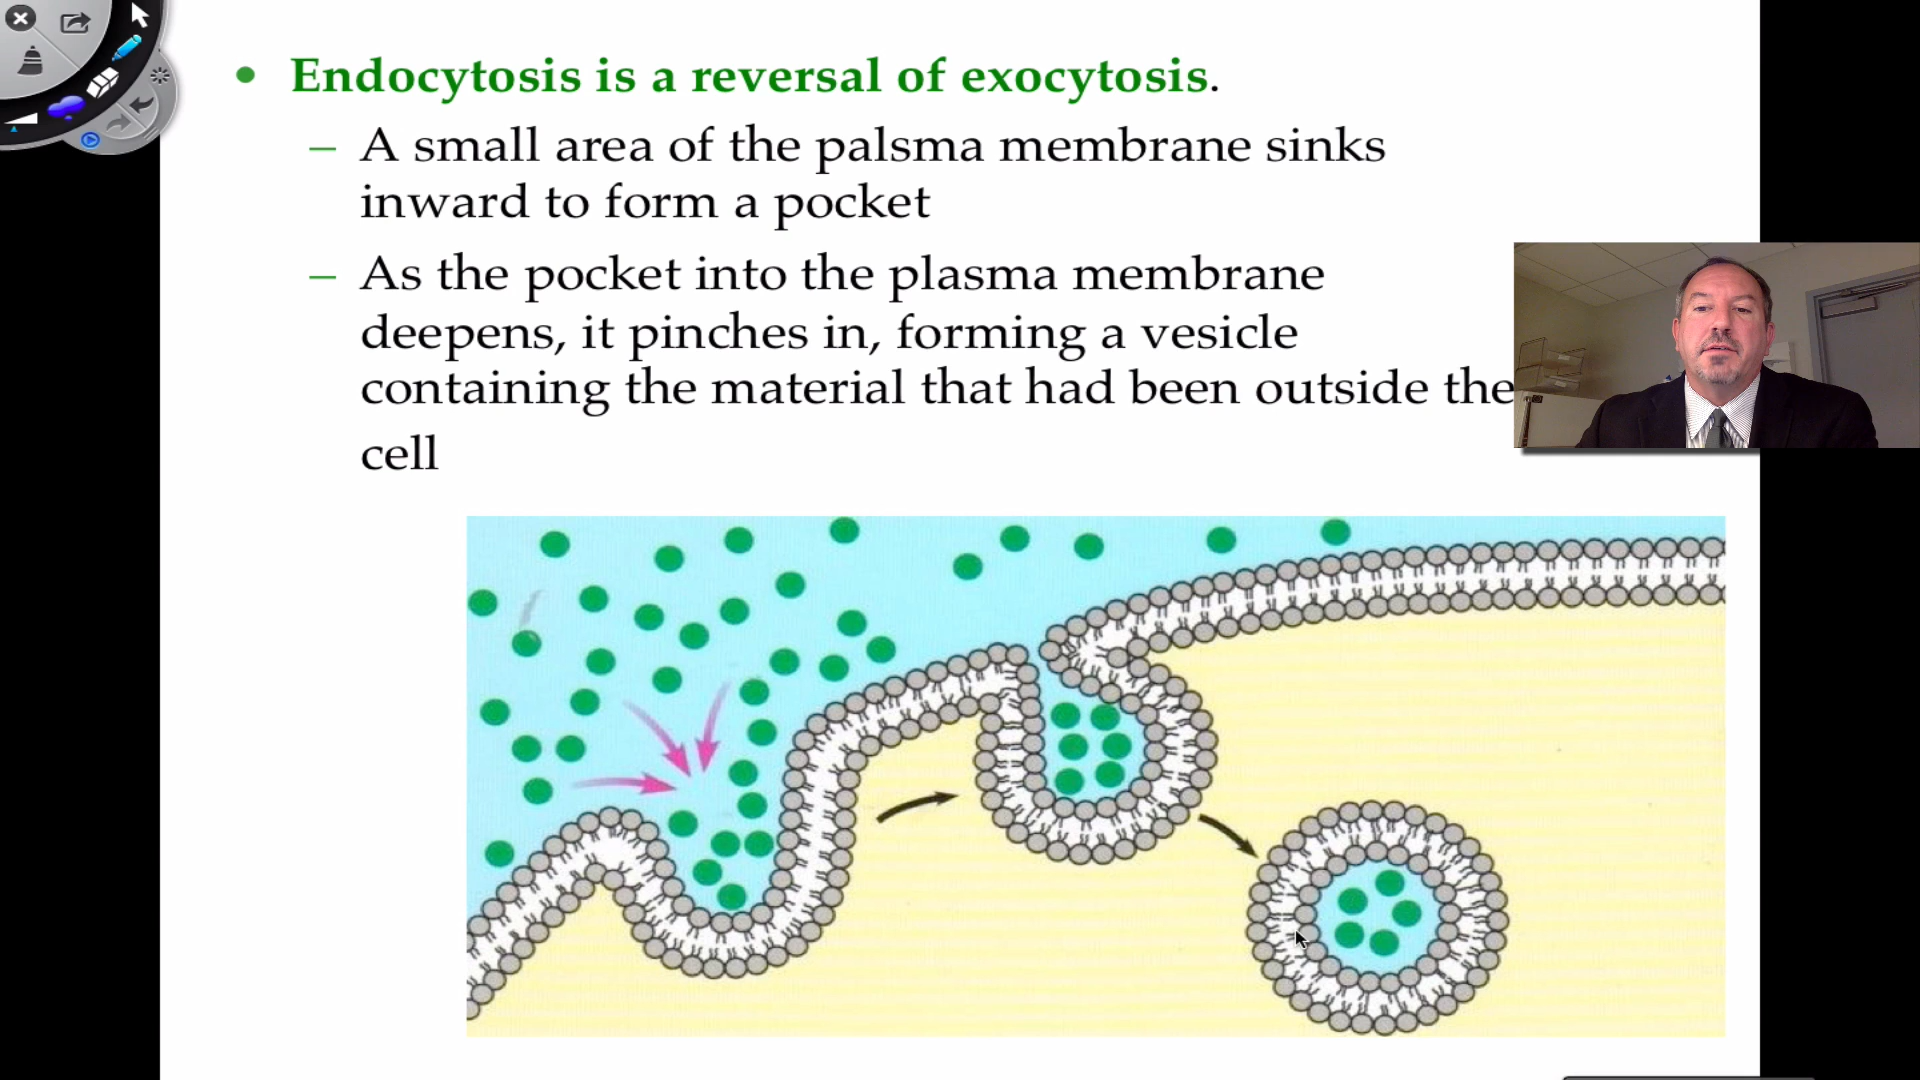 • Endocytosis is a reversal of exocytosis.
– A small area of the palsma membrane sinks
inward to form a pocket
– As the pocket into the plasma membrane
deepens, it pinches in, forming a vesicle
containing the material that had been outside the
cell